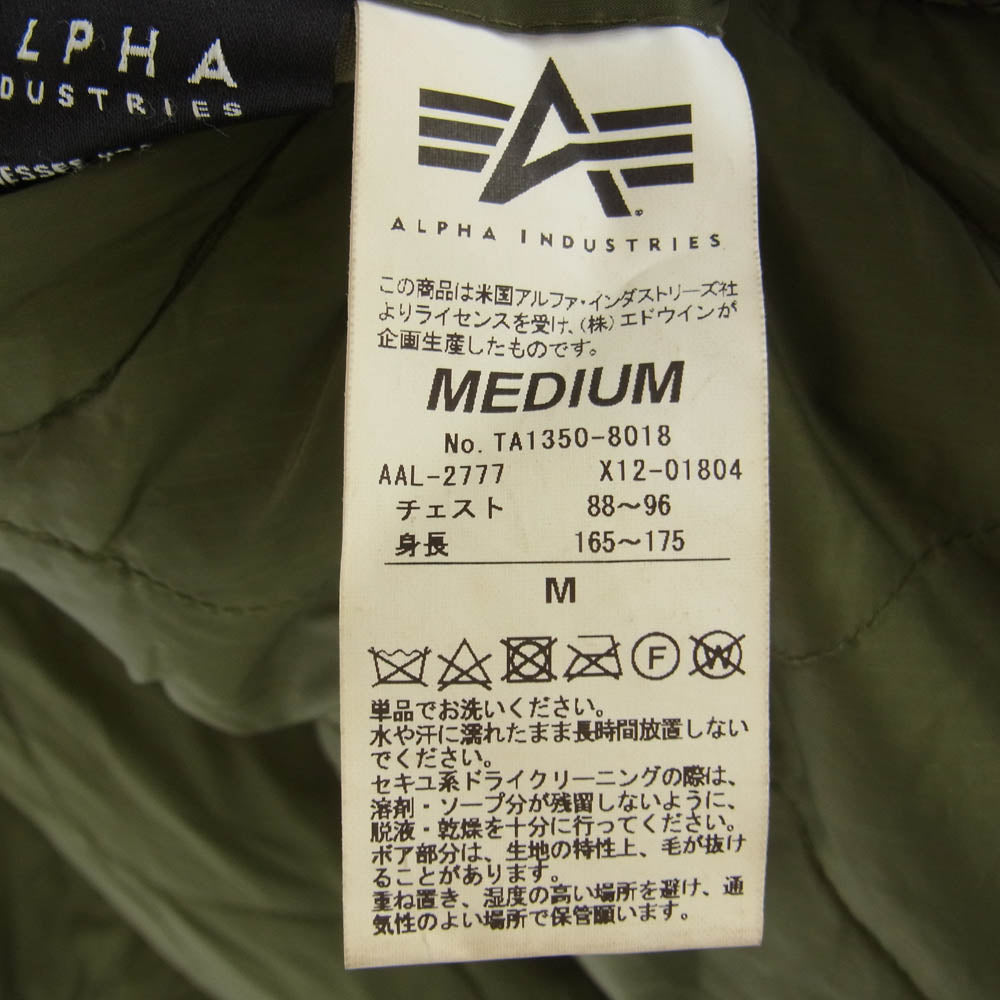 LPHA
DUSTRIES
ALPHA INDUSTRIES
この商品は米国アルファ・インダストリーズ社
よりライセンスを受け、(株)エドウインが
企画生産したものです。
MEDIUM
No. TA1350-8018
AAL-2777 X12-01804
チェスト 88～96
身長 165～175
M
F W
単品でお洗いください。
水や汗に濡れたまま長時間放置しない
でください。
セキユ系ドライクリーニングの際は、
溶剤・ソープ分が残留しないように、
脱液・乾燥を十分に行ってください。
ボア部分は、生地の特性上、毛が抜け
ることがあります。
重ね置き、湿度の高い場所を避け、通
気性のよい場所で保管願います。